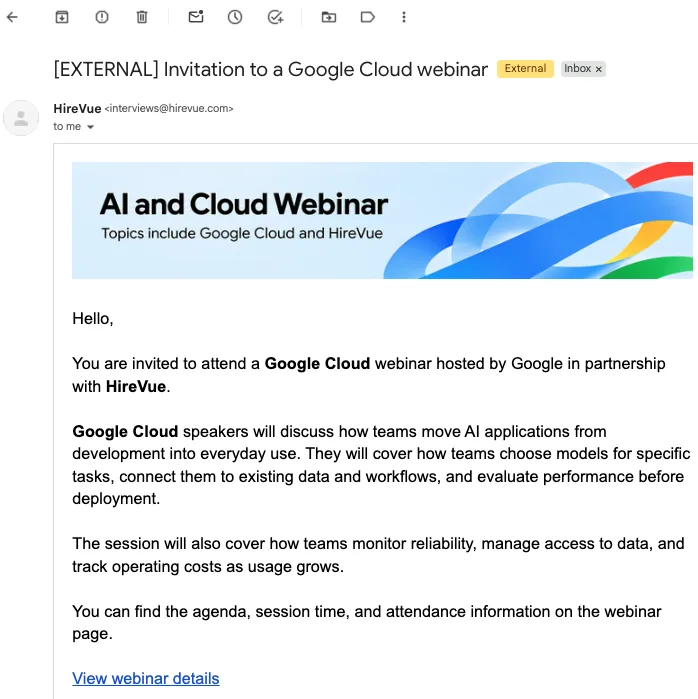 [EXTERNAL] Invitation to a Google Cloud webinar External Inbox ×
HireVue <interviews@hirevue.com>
to me
AI and Cloud Webinar
Topics include Google Cloud and HireVue
Hello,
You are invited to attend a Google Cloud webinar hosted by Google in partnership
with HireVue.
Google Cloud speakers will discuss how teams move AI applications from
development into everyday use. They will cover how teams choose models for specific
tasks, connect them to existing data and workflows, and evaluate performance before
deployment.
The session will also cover how teams monitor reliability, manage access to data, and
track operating costs as usage grows.
You can find the agenda, session time, and attendance information on the webinar
page.
View webinar details